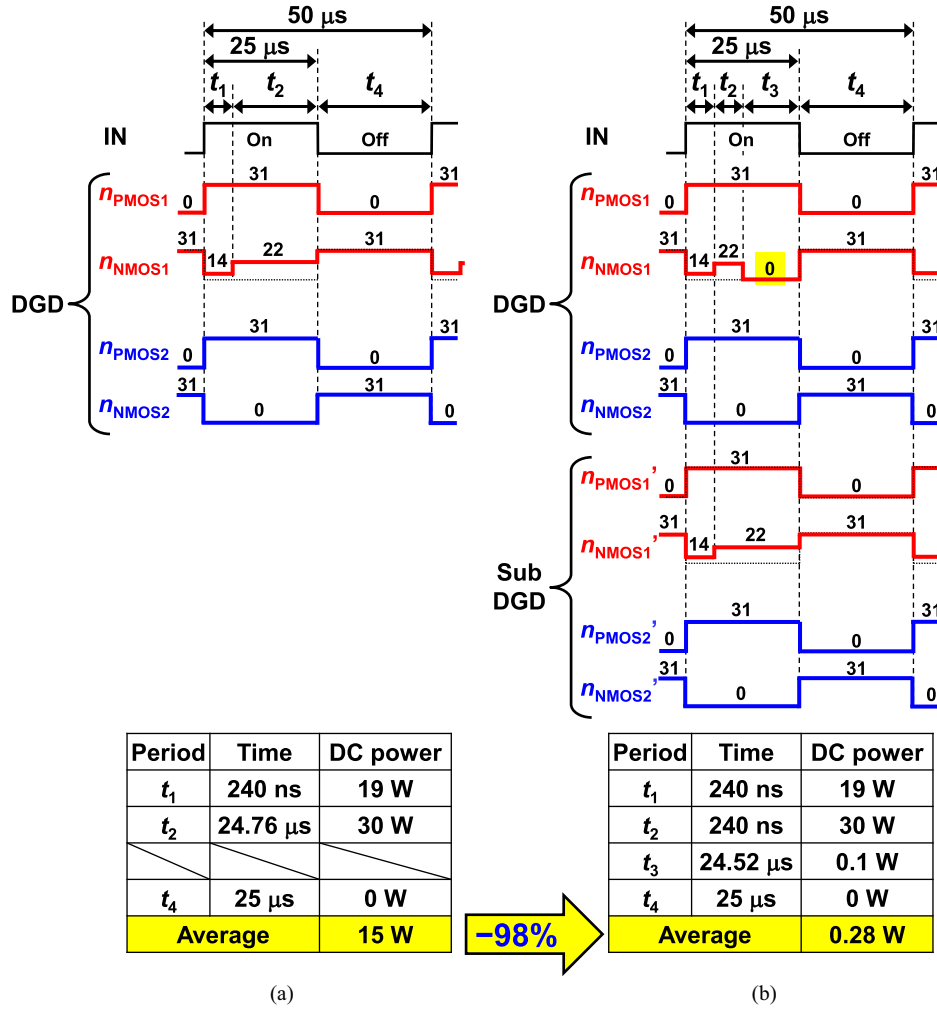 50 μs
25 μs
t1 t2 t4
IN On Off
31 31
nPMOS1 0 0
31 22 31
nNMOS1 14
DGD
31 31
nPMOS2 0 0
31 31
nNMOS2 0 0
Period Time DC power
t1 240 ns 19 W
t2 24.76 μs 30 W
t4 25 μs 0 W
Average 15 W
(a)
−98%
50 μs
25 μs
t1 t2 t3 t4
IN On Off
31 31
nPMOS1 0 0
31 22 31
nNMOS1 14 0
DGD
31 31
nPMOS2 0 0
31 31
nNMOS2 0 0
31
nPMOS1’ 0 0
31 22 31
nNMOS1’ 14
Sub
DGD
31 31
nPMOS2’ 0 0
31 31
nNMOS2’ 0 0
Period Time DC power
t1 240 ns 19 W
t2 240 ns 30 W
t3 24.52 μs 0.1 W
t4 25 μs 0 W
Average 0.28 W
(b)